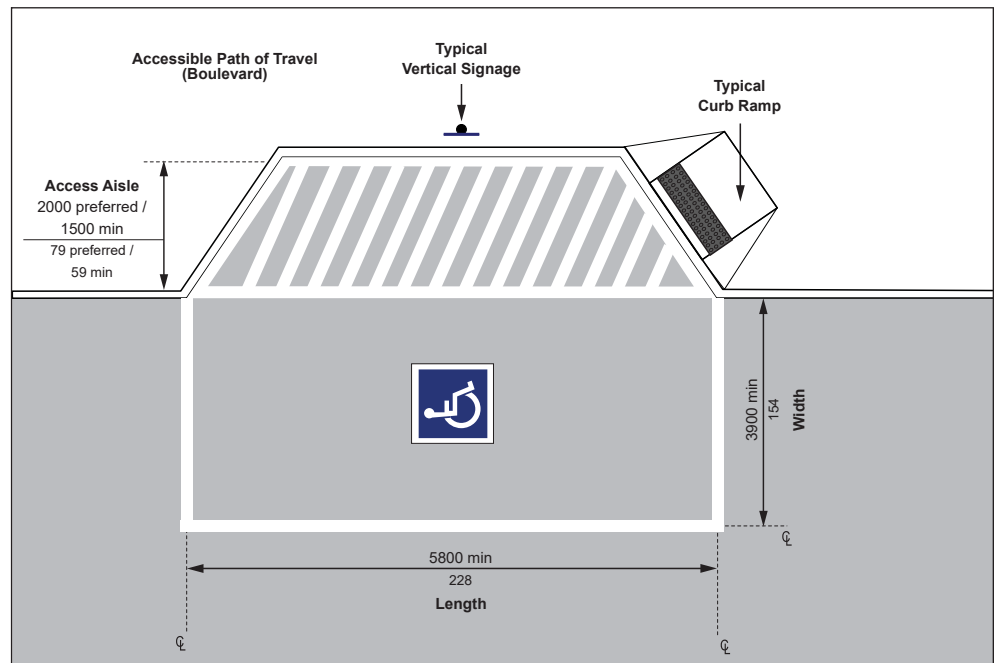 Accessible Path of Travel
(Boulevard)
Typical
Vertical Signage
Typical
Curb Ramp
Access Aisle
2000 preferred /
1500 min
79 preferred /
59 min
3900 min
154
Width
5800 min
228
Length
℄
℄
℄